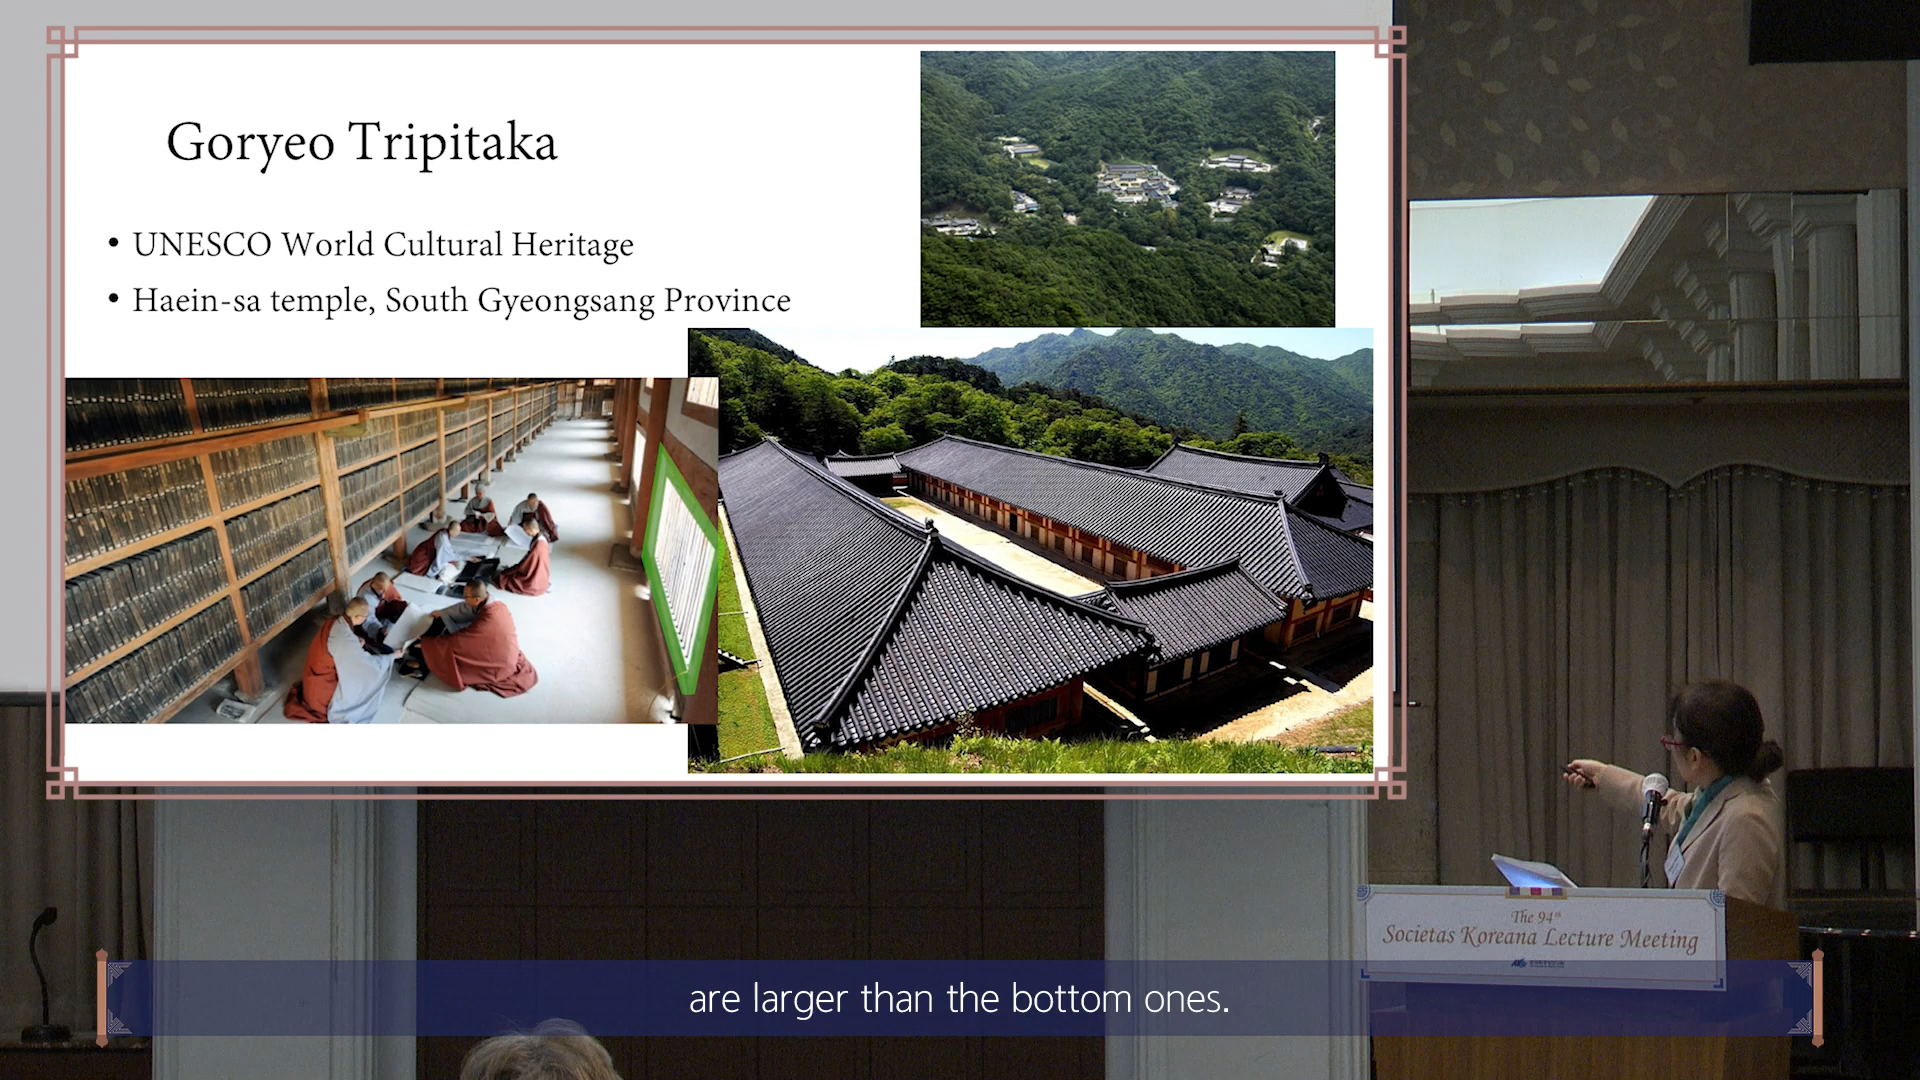 Goryeo Tripitaka
• UNESCO World Cultural Heritage
• Haein-sa temple, South Gyeongsang Province
The 94th
Societas Koreana Lecture Meeting
are larger than the bottom ones.